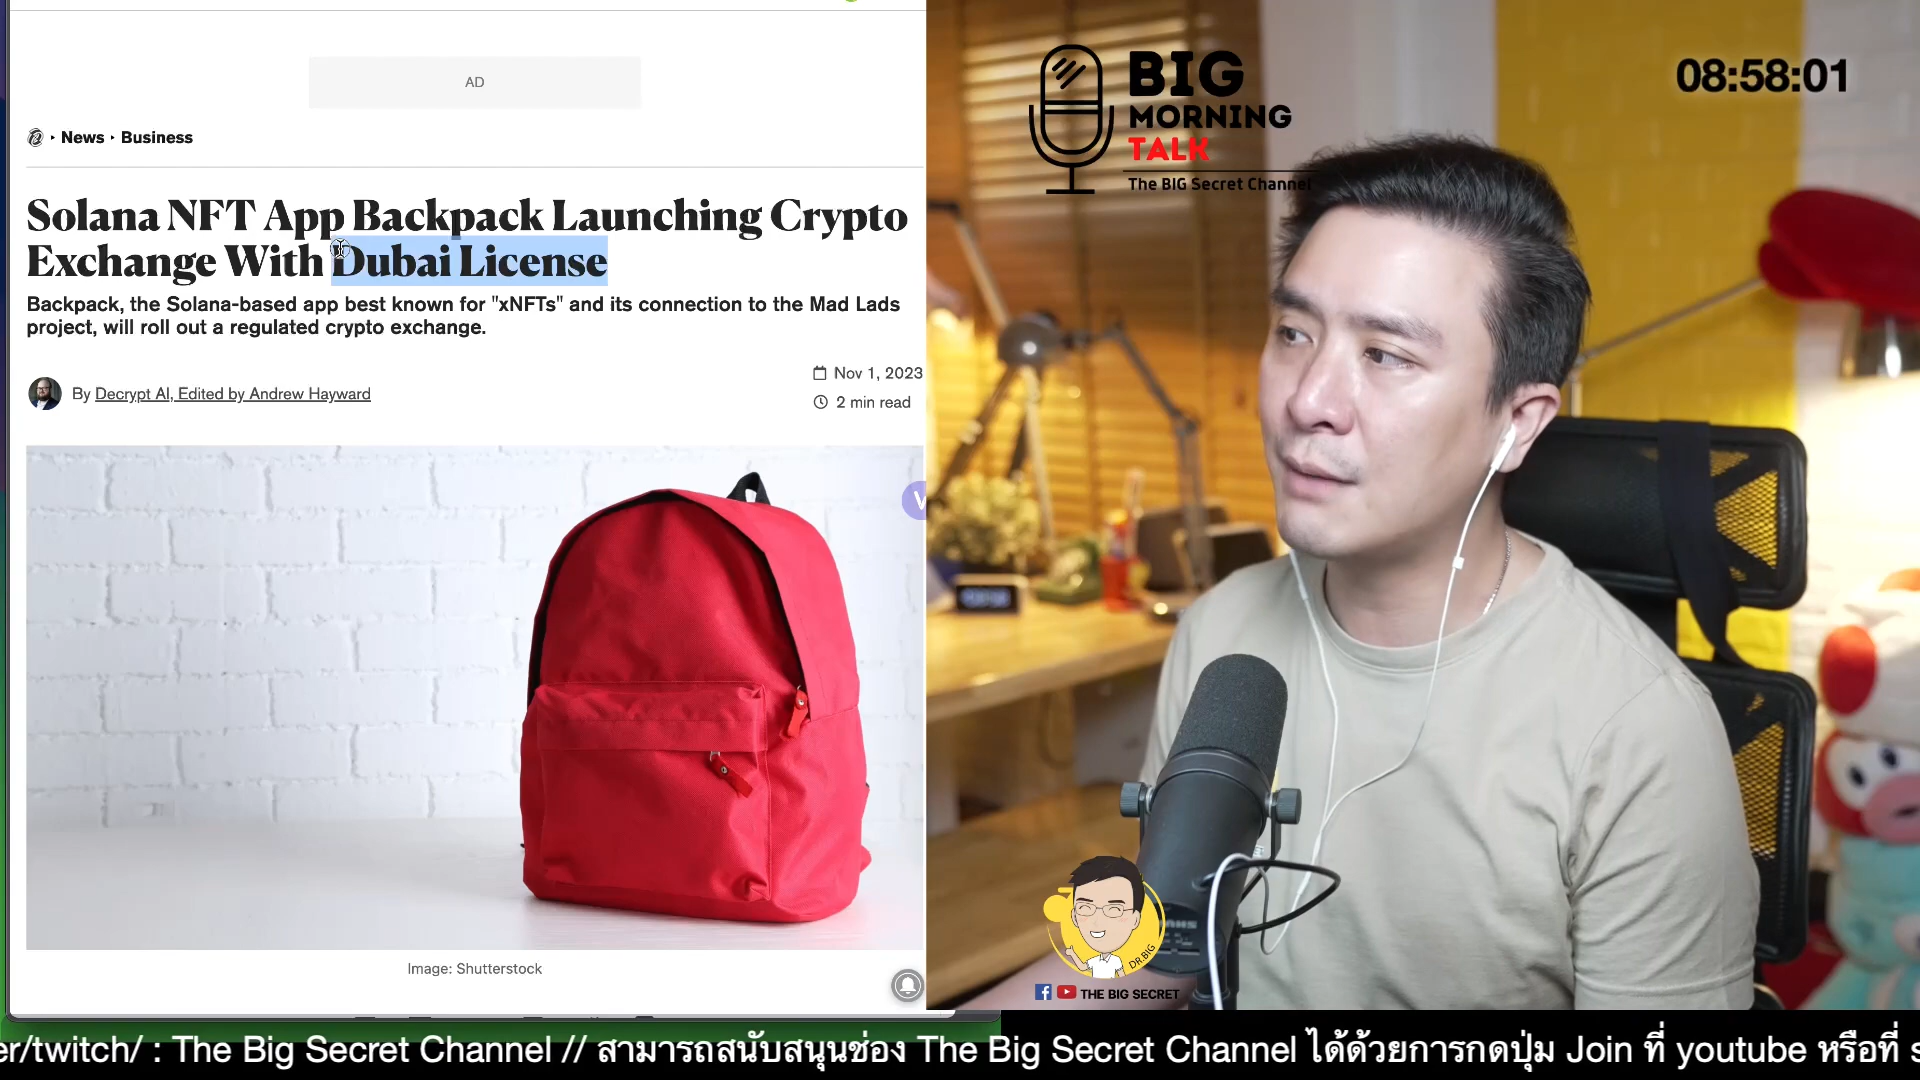 AD
News ‣ Business
Solana NFT App Backpack Launching Crypto
Exchange With Dubai License
Backpack, the Solana-based app best known for "xNFTs" and its connection to the Mad Lads
project, will roll out a regulated crypto exchange.
By Decrypt AI, Edited by Andrew Hayward
Nov 1, 2023
2 min read
Image: Shutterstock
BIG
MORNING
TALK
The BIG Secret Channel
08:58:01
DR.BIG
THE BIG SECRET
er/twitch/ : The Big Secret Channel // สามารถสนับสนุนช่อง The Big Secret Channel ได้ด้วยการกดปุ่ม Join ที่ youtube หรือที่ s